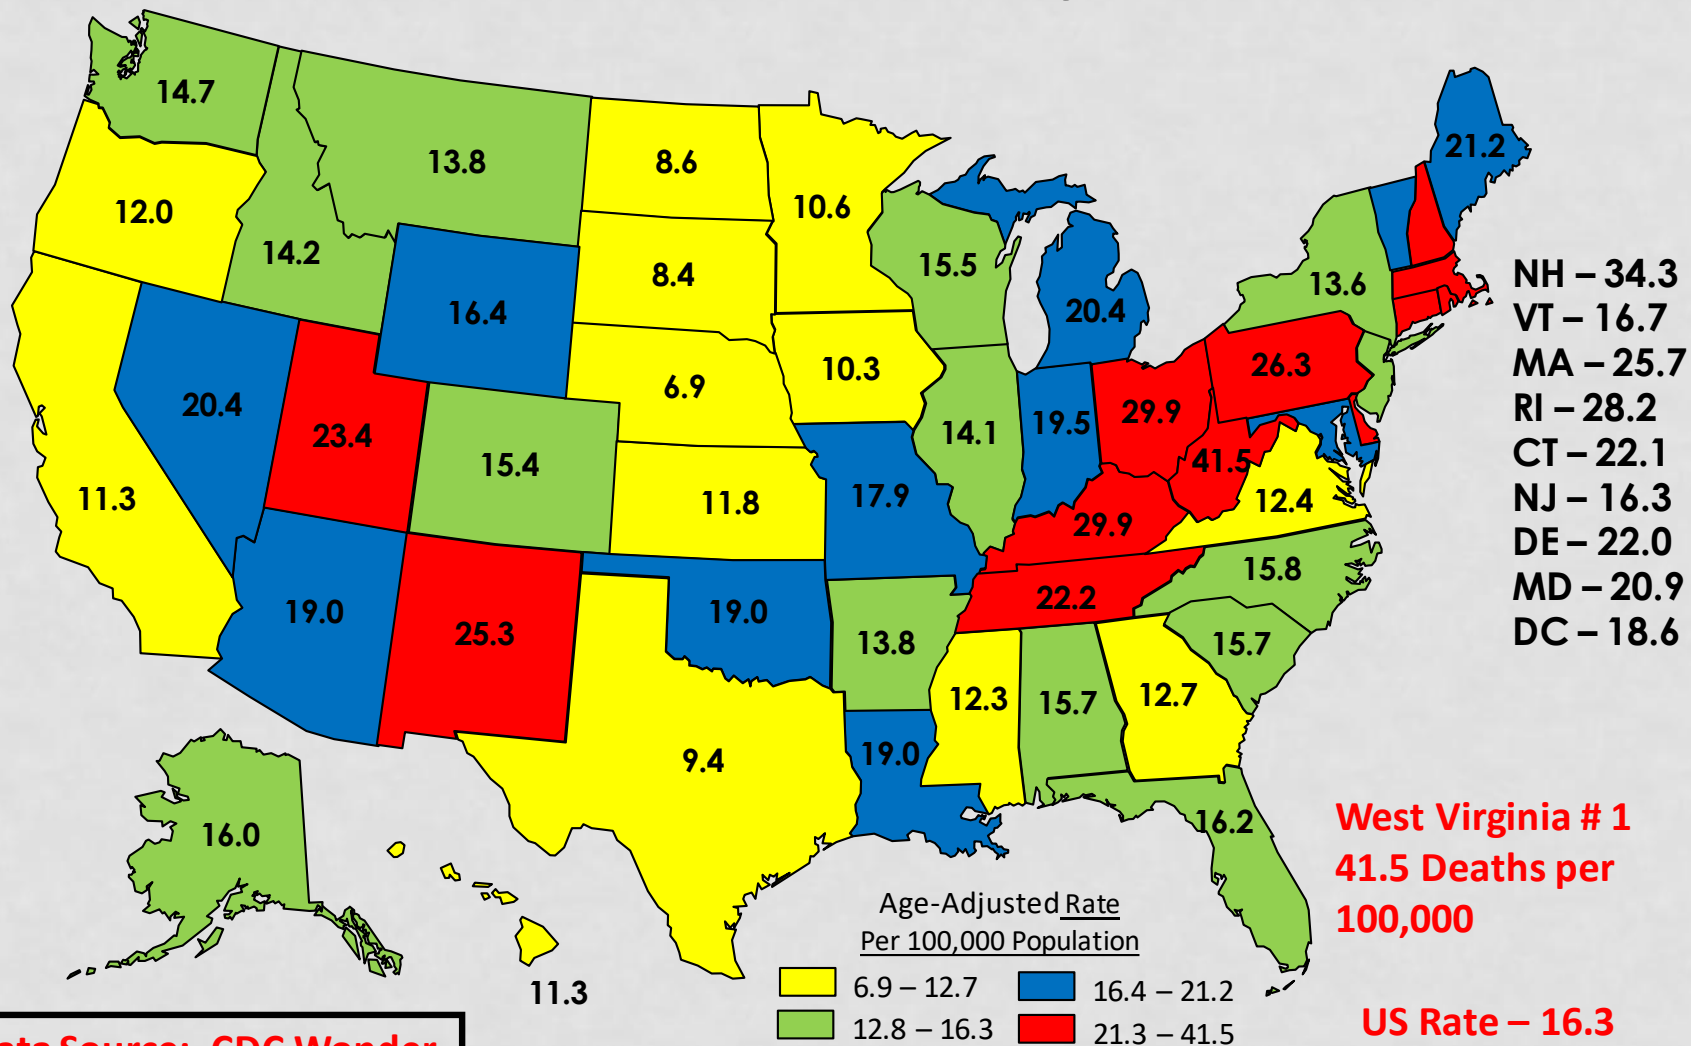 14.7
13.8
8.6
21.2
12.0
10.6
14.2
8.4
15.5
13.6
NH – 34.3
16.4
20.4
VT – 16.7
10.3
26.3
MA – 25.7
20.4
6.9
29.9
RI – 28.2
23.4
14.1
19.5
15.4
41.5
CT – 22.1
11.3
11.8
17.9
12.4
NJ – 16.3
29.9
DE – 22.0
15.8
MD – 20.9
19.0
19.0
22.2
DC – 18.6
25.3
13.8
15.7
12.3
15.7
12.7
9.4
19.0
16.0
16.2
West Virginia # 1
41.5 Deaths per
100,000
Age-Adjusted Rate
Per 100,000 Population
6.9 – 12.7
16.4 – 21.2
12.8 – 16.3
21.3 – 41.5
11.3
US Rate – 16.3
Source: CDC Wonder